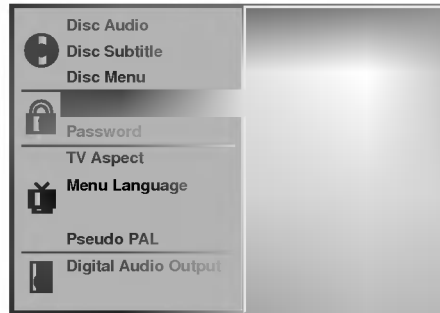 Disc Audio
Disc Subtitle
Disc Menu
Password
TV Aspect
Menu Language
Pseudo PAL
Digital Audio Output